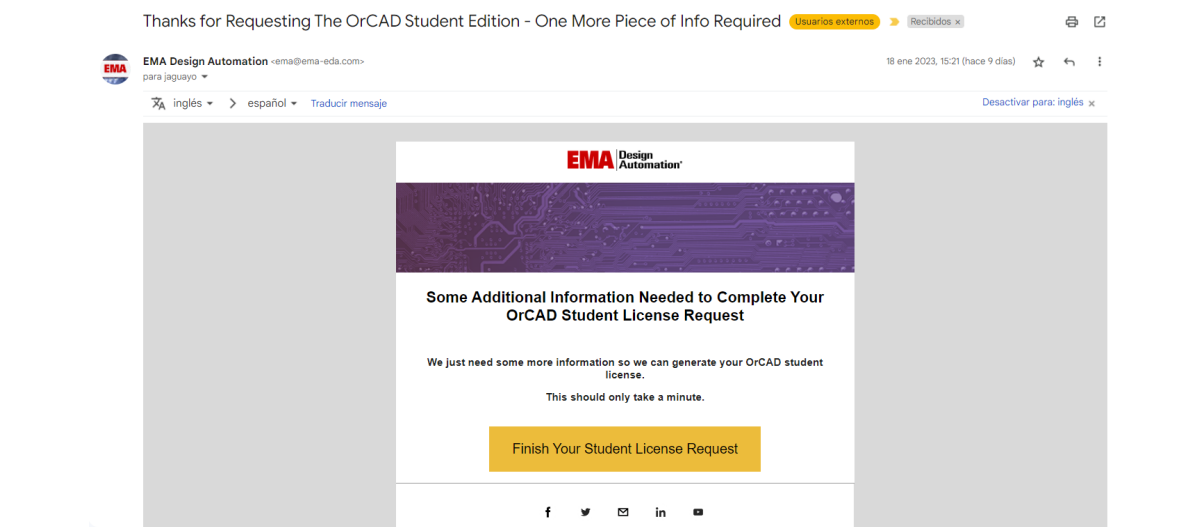 Thanks for Requesting The OrCAD Student Edition - One More Piece of Info Required Usuarios externos Recibidos ×
EMA Design Automation <ema@ema-eda.com> 18 ene 2023, 15:21 (hace 9 días)
para jaguayo
inglés español Traducir mensaje Desactivar para: inglés ×
EMA Design
Automation
Some Additional Information Needed to Complete Your
OrCAD Student License Request
We just need some more information so we can generate your OrCAD student
license.
This should only take a minute.
Finish Your Student License Request